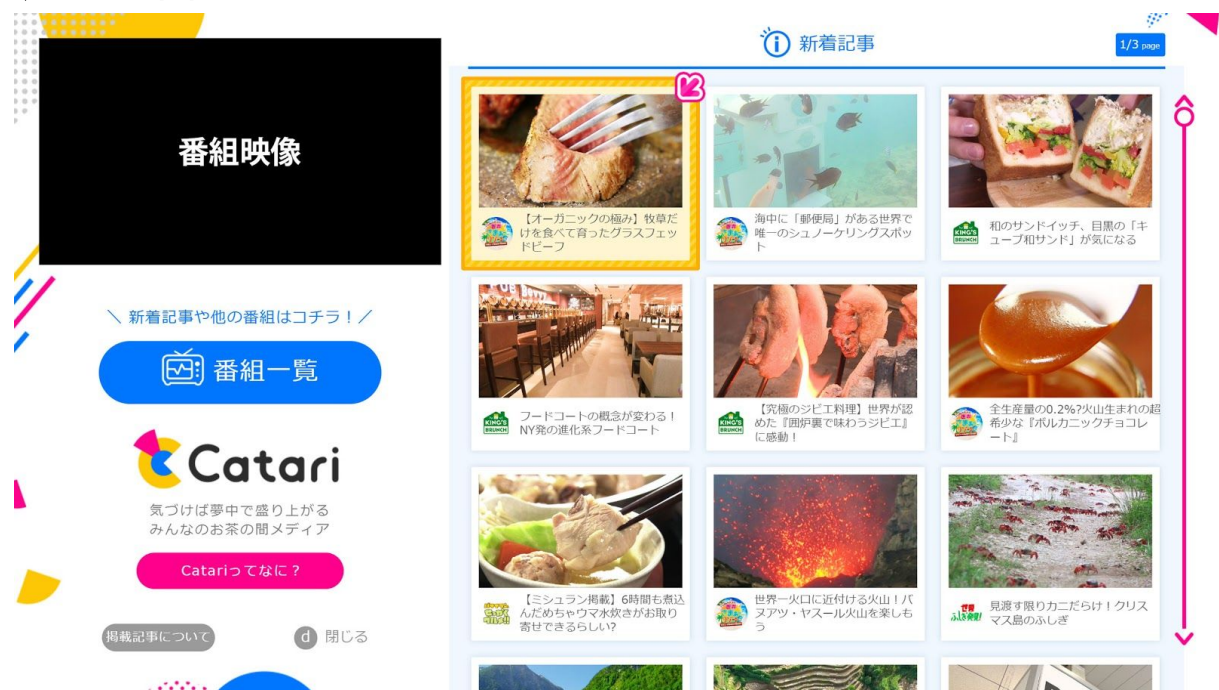 番組映像
＼ 新着記事や他の番組はコチラ！／
番組一覧
Catari
気づけば夢中で盛り上がる
みんなのお茶の間メディア
Catariってなに？
掲載記事について
d 閉じる
新着記事
1/3 page
【オーガニックの極み】牧草だ
けを食べて育ったグラスフェッ
ドビーフ
海中に「郵便局」がある世界で
唯一のシュノーケリングスポッ
ト
KING'S
BRUNCH
和のサンドイッチ、目黒の「キ
ューブ和サンド」が気になる
KING'S
BRUNCH
フードコートの概念が変わる！
NY発の進化系フードコート
KING'S
BRUNCH
【究極のジビエ料理】世界が認
めた『囲炉裏で味わうジビエ』
に感動！
全生産量の0.2%?火山生まれの超
希少な『ボルカニックチョコレ
ート』
【ミシュラン掲載】6時間も煮込
んだめちゃウマ水炊きがお取り
寄せできるらしい?
世界一火口に近付ける火山！バ
ヌアツ・ヤスール火山を楽しも
う
世界
ふしぎ発見!
見渡す限りカニだらけ！クリス
マス島のふしぎ